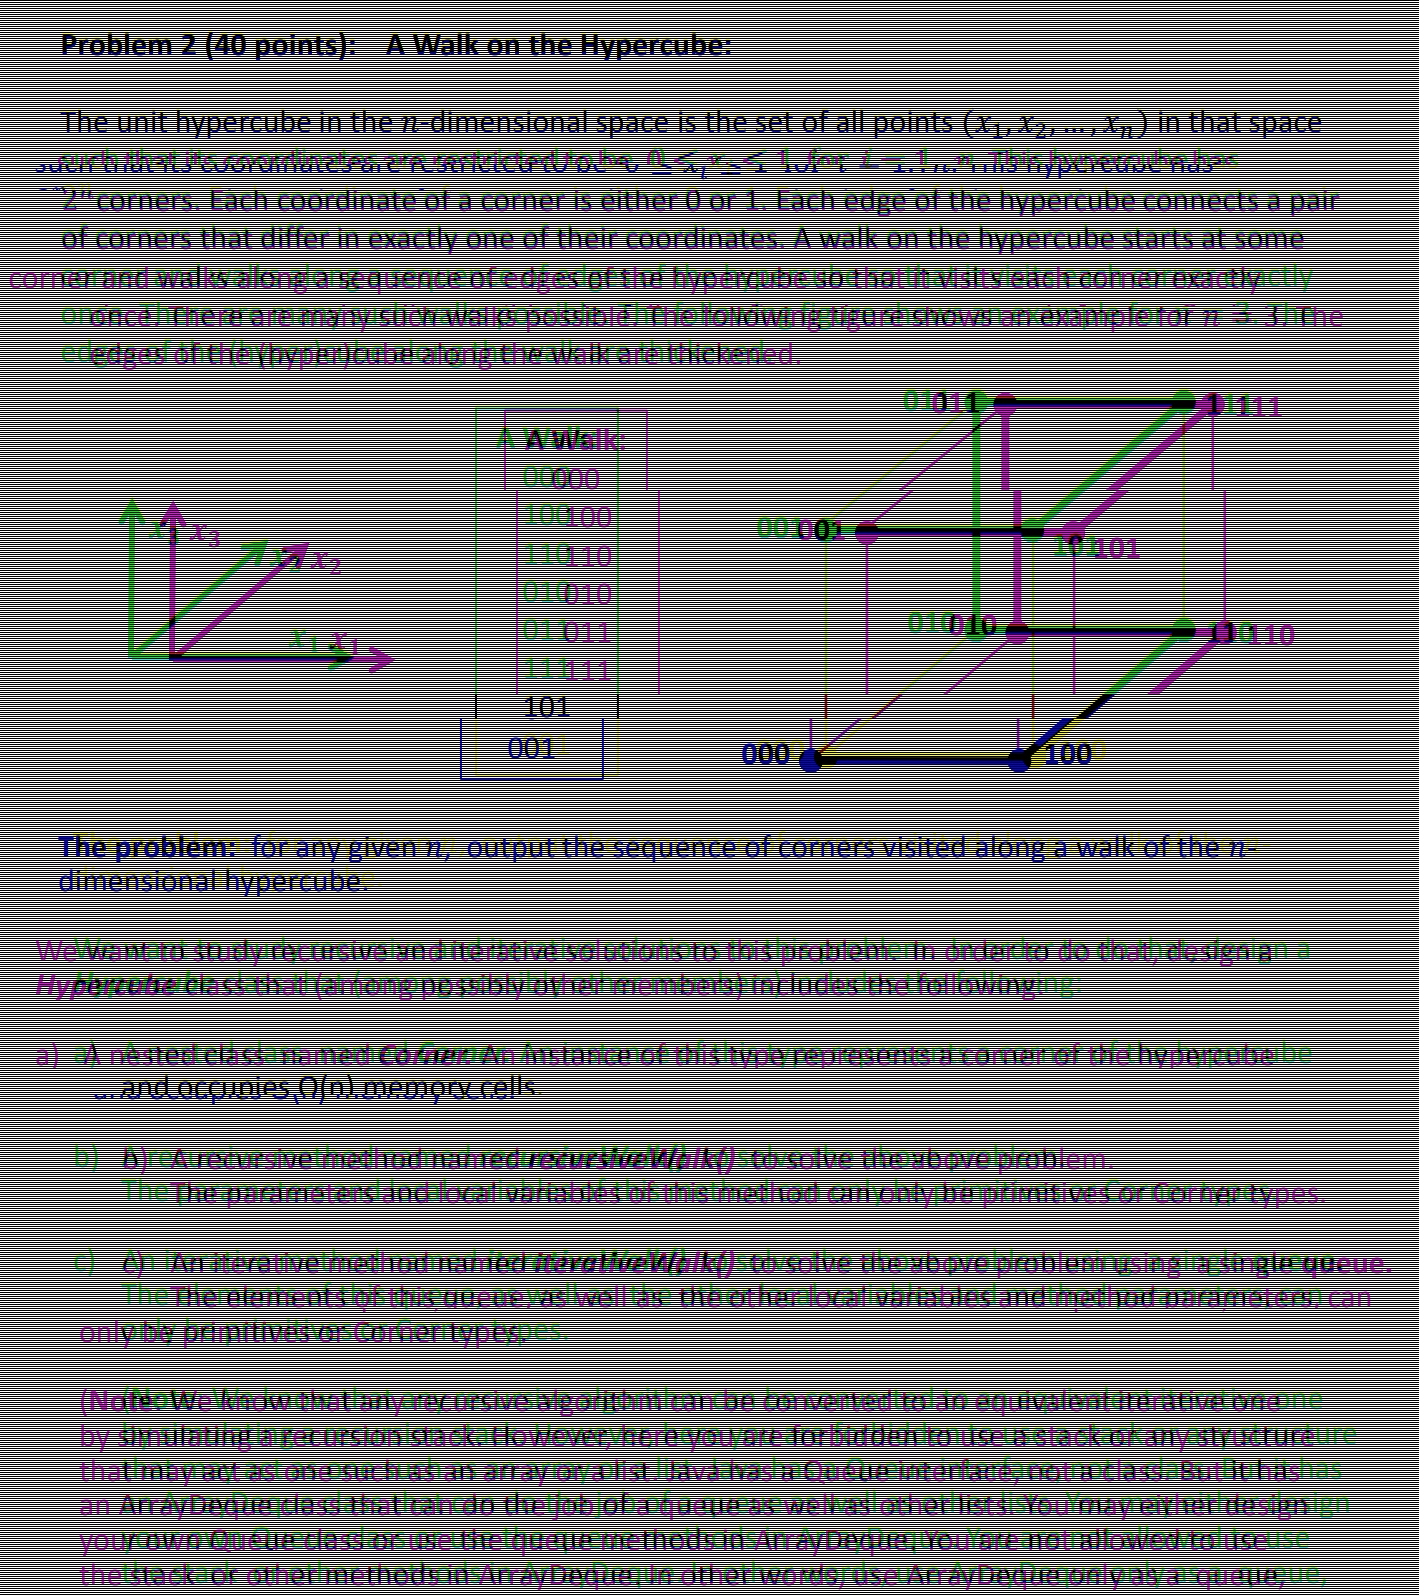 Problem 2 (40 points): A Walk on the Hypercube:
The unit hypercube in the n-dimensional space is the set of all points (x₁, x₂, …, xₙ) in that space
such that its coordinates are restricted to be 0 ≤ xᵢ ≤ 1 for i = 1..n. This hypercube has
2ⁿ corners. Each coordinate of a corner is either 0 or 1. Each edge of the hypercube connects a pair
of corners that differ in exactly one of their coordinates. A walk on the hypercube starts at some
corner and walks along a sequence of edges of the hypercube so that it visits each corner exactly
once. There are many such walks possible. The following figure shows an example for n = 3. The
edges of the (hyper)cube along the walk are thickened.
x₃
x₂
x₁
A Walk:
000
100
110
010
011
111
101
001
011
111
001
101
010
110
000
100
The problem: for any given n, output the sequence of corners visited along a walk of the n-
dimensional hypercube.
We want to study recursive and iterative solutions to this problem. In order to do that, design a
Hypercube class that (among possibly other members) includes the following:
a) A nested class named Corner. An instance of this type represents a corner of the hypercube
and occupies O(n) memory cells.
b) A recursive method named recursiveWalk() to solve the above problem.
The parameters and local variables of this method can only be primitives or Corner types.
c) An iterative method named iterativeWalk() to solve the above problem using a single queue.
The elements of this queue, as well as the other local variables and method parameters, can
only be primitives or Corner types.
(Note: We know that any recursive algorithm can be converted to an equivalent iterative one
by simulating a recursion stack. However, here you are forbidden to use a stack or any structure
that may act as one such as an array or a list. Java has a Queue interface, not a class. But it has
an ArrayDeque class that can do the job of a queue as well as other lists. You may either design
your own Queue class or use the queue methods in ArrayDeque. You are not allowed to use
the stack or other methods in ArrayDeque. In other words, use ArrayDeque only as a queue,